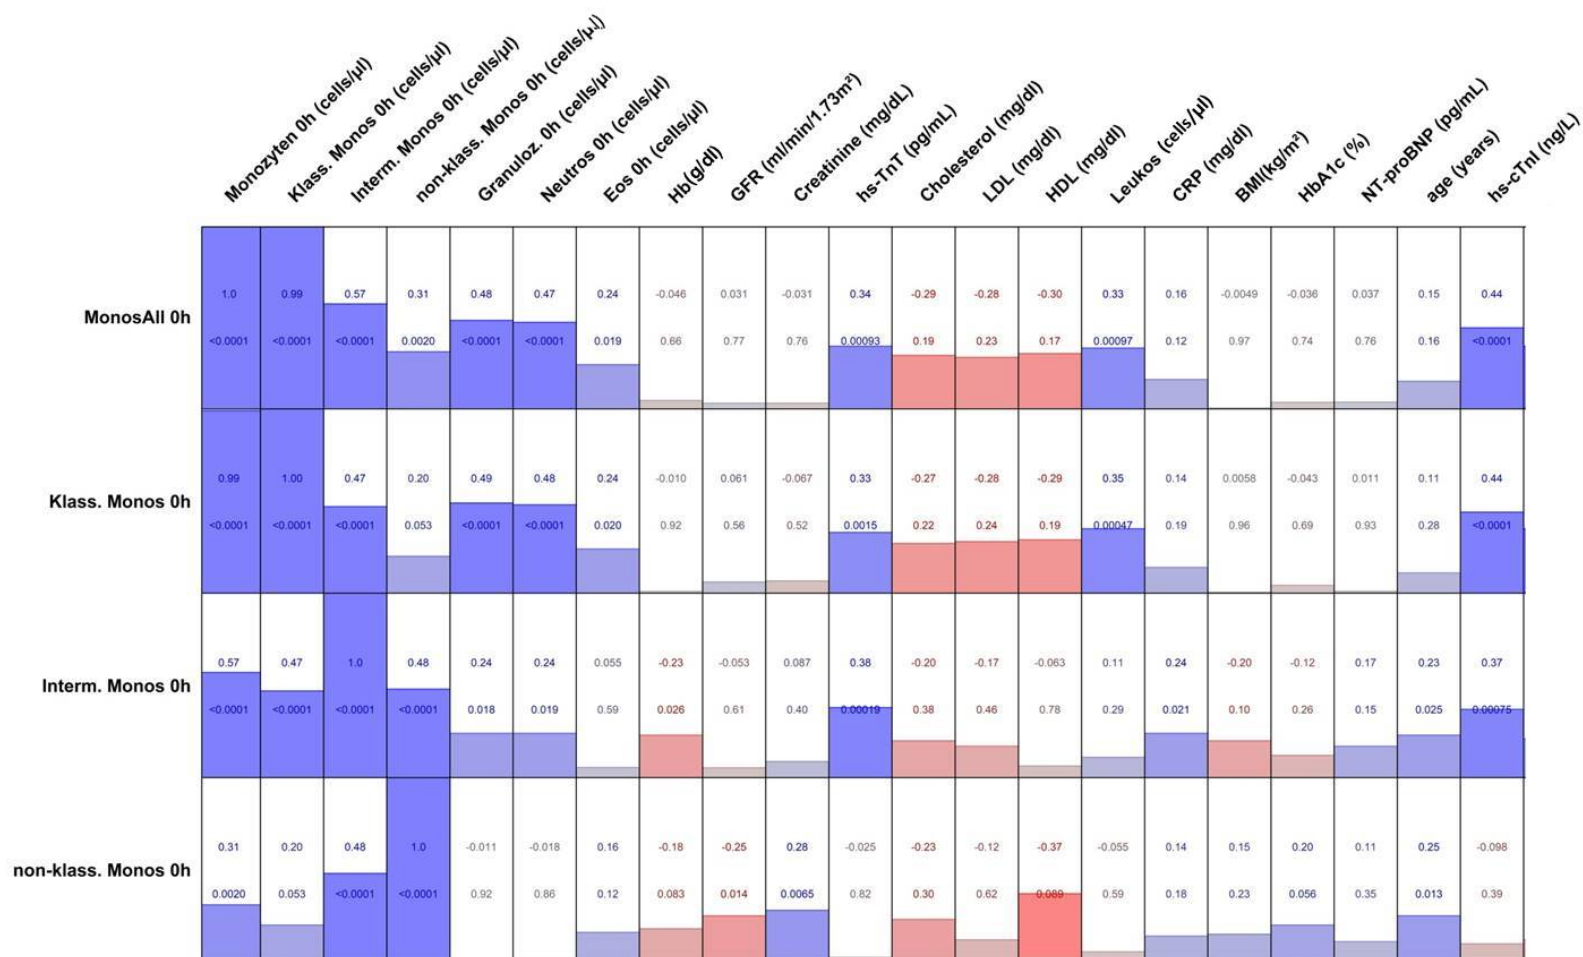 Monozyten 0h (cells/µl)
Klass. Monos 0h (cells/µl)
Interm. Monos 0h (cells/µl)
non-klass. Monos 0h (cells/µl)
Granuloz. 0h (cells/µl)
Neutros 0h (cells/µl)
Eos 0h (cells/µl)
Hb(g/dl)
GFR (ml/min/1.73m²)
Creatinine (mg/dL)
hs-TnT (pg/mL)
Cholesterol (mg/dl)
LDL (mg/dl)
HDL (mg/dl)
Leukos (cells/µl)
CRP (mg/dl)
BMI(kg/m²)
HbA1c (%)
NT-proBNP (pg/mL)
age (years)
hs-cTnI (ng/L)
MonosAll 0h
1.0 0.99 0.57 0.31 0.48 0.47 0.24 -0.046 0.031 -0.031 0.34 -0.29 -0.28 -0.30 0.33 0.16 -0.0049 -0.036 0.037 0.15 0.44
<0.0001 <0.0001 <0.0001 0.0020 <0.0001 <0.0001 0.019 0.66 0.77 0.76 0.00093 0.19 0.23 0.17 0.00097 0.12 0.97 0.74 0.76 0.16 <0.0001
Klass. Monos 0h
0.99 1.00 0.47 0.20 0.49 0.48 0.24 -0.010 0.061 -0.067 0.33 -0.27 -0.28 -0.29 0.35 0.14 0.0058 -0.043 0.011 0.11 0.44
<0.0001 <0.0001 <0.0001 0.053 <0.0001 <0.0001 0.020 0.92 0.56 0.52 0.0015 0.22 0.24 0.19 0.00047 0.19 0.96 0.69 0.93 0.28 <0.0001
Interm. Monos 0h
0.57 0.47 1.0 0.48 0.24 0.24 0.055 -0.23 -0.053 0.087 0.38 -0.20 -0.17 -0.063 0.11 0.24 -0.20 -0.12 0.17 0.23 0.37
<0.0001 <0.0001 <0.0001 <0.0001 0.018 0.019 0.59 0.026 0.61 0.40 0.00019 0.38 0.46 0.78 0.29 0.021 0.10 0.26 0.15 0.025 0.00075
non-klass. Monos 0h
0.31 0.20 0.48 1.0 -0.011 -0.018 0.16 -0.18 -0.25 0.28 -0.025 -0.23 -0.12 -0.37 -0.055 0.14 0.15 0.20 0.11 0.25 -0.098
0.0020 0.053 <0.0001 <0.0001 0.92 0.86 0.12 0.083 0.014 0.0065 0.82 0.30 0.62 0.089 0.59 0.18 0.23 0.056 0.35 0.013 0.39